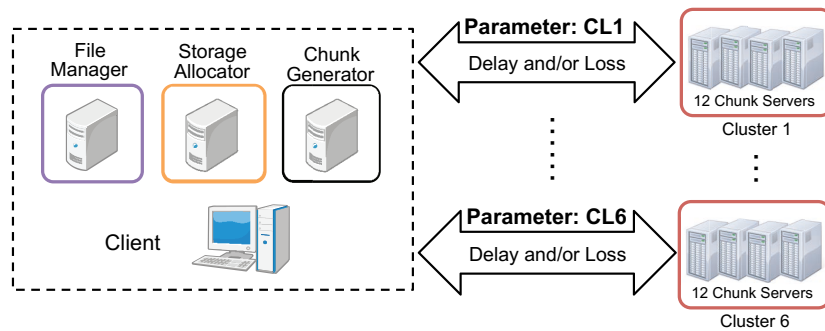 File
Manager
Storage
Allocator
Chunk
Generator
Client
Parameter: CL1
Delay and/or Loss
12 Chunk Servers
Cluster 1
Parameter: CL6
Delay and/or Loss
12 Chunk Servers
Cluster 6